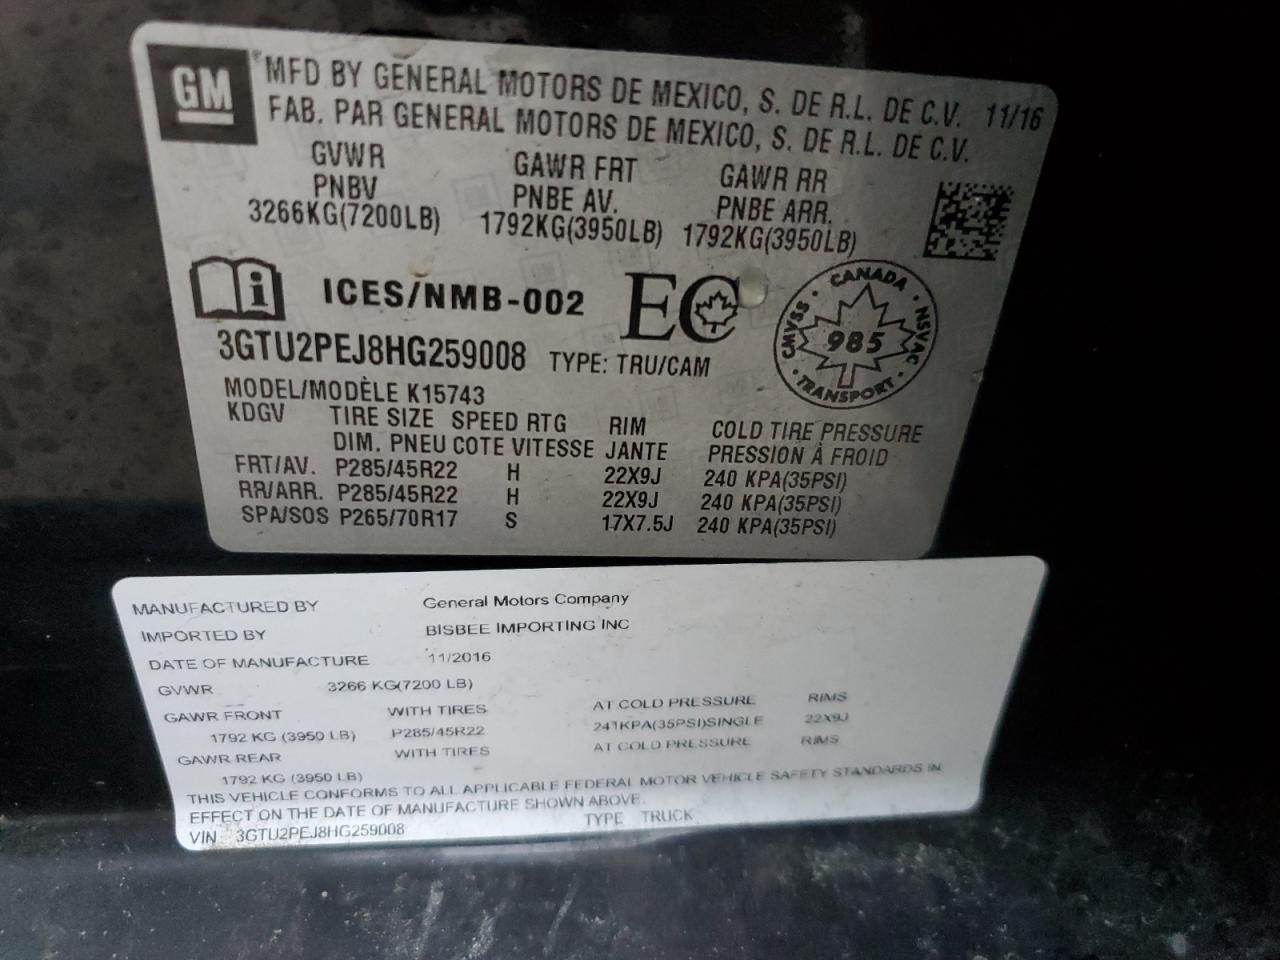 GM
MFD BY GENERAL MOTORS DE MEXICO, S. DE R.L. DE C.V. 11/16
FAB. PAR GENERAL MOTORS DE MEXICO, S. DE R.L. DE C.V.
GVWR GAWR FRT GAWR RR
PNBV PNBE AV. PNBE ARR.
3266KG(7200LB) 1792KG(3950LB) 1792KG(3950LB)
i ICES/NMB-002 EC
CANADA
CMVSS 985 NSVAC
TRANSPORT
3GTU2PEJ8HG259008 TYPE: TRU/CAM
MODEL/MODÈLE K15743
KDGV TIRE SIZE SPEED RTG RIM COLD TIRE PRESSURE
DIM. PNEU COTE VITESSE JANTE PRESSION À FROID
FRT/AV. P285/45R22 H 22X9J 240 KPA(35PSI)
RR/ARR. P285/45R22 H 22X9J 240 KPA(35PSI)
SPA/SOS P265/70R17 S 17X7.5J 240 KPA(35PSI)
MANUFACTURED BY General Motors Company
IMPORTED BY BISBEE IMPORTING INC
DATE OF MANUFACTURE 11/2016
GVWR 3266 KG(7200 LB)
GAWR FRONT WITH TIRES AT COLD PRESSURE RIMS
1792 KG (3950 LB) P285/45R22 241KPA(35PSI)SINGLE 22X9J
GAWR REAR WITH TIRES AT COLD PRESSURE RIMS
1792 KG (3950 LB)
THIS VEHICLE CONFORMS TO ALL APPLICABLE FEDERAL MOTOR VEHICLE SAFETY STANDARDS IN
EFFECT ON THE DATE OF MANUFACTURE SHOWN ABOVE.
VIN 3GTU2PEJ8HG259008 TYPE TRUCK